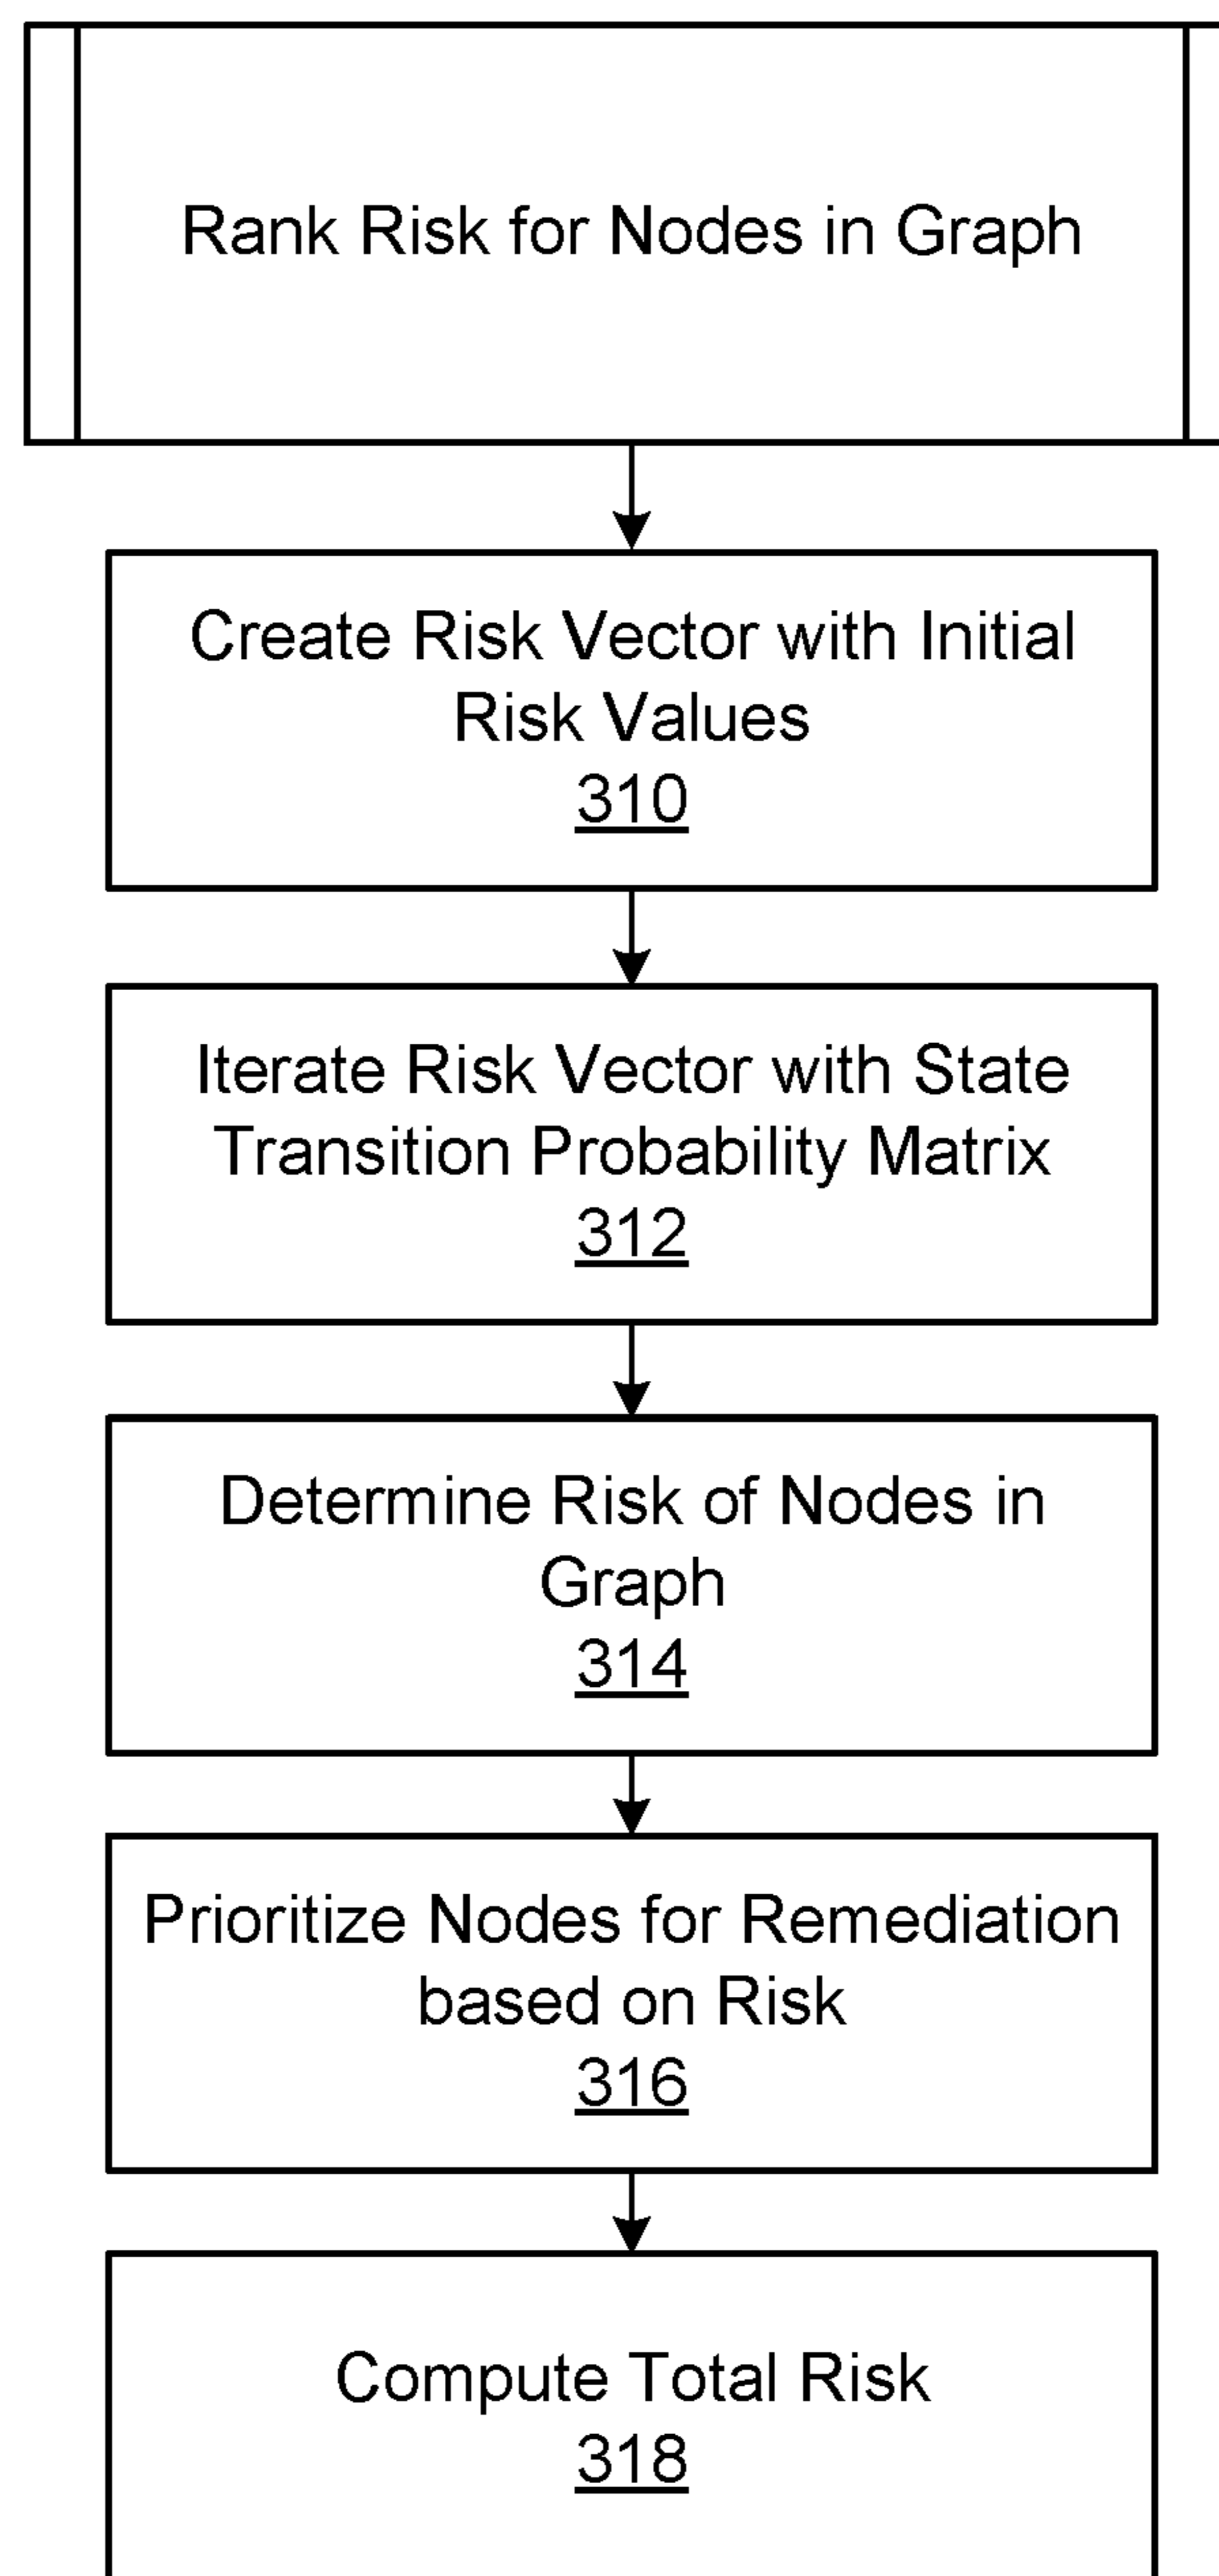 Rank Risk for Nodes in Graph
Create Risk Vector with Initial
Risk Values
310
Iterate Risk Vector with State
Transition Probability Matrix
312
Determine Risk of Nodes in
Graph
314
Prioritize Nodes for Remediation
based on Risk
316
Compute Total Risk
318